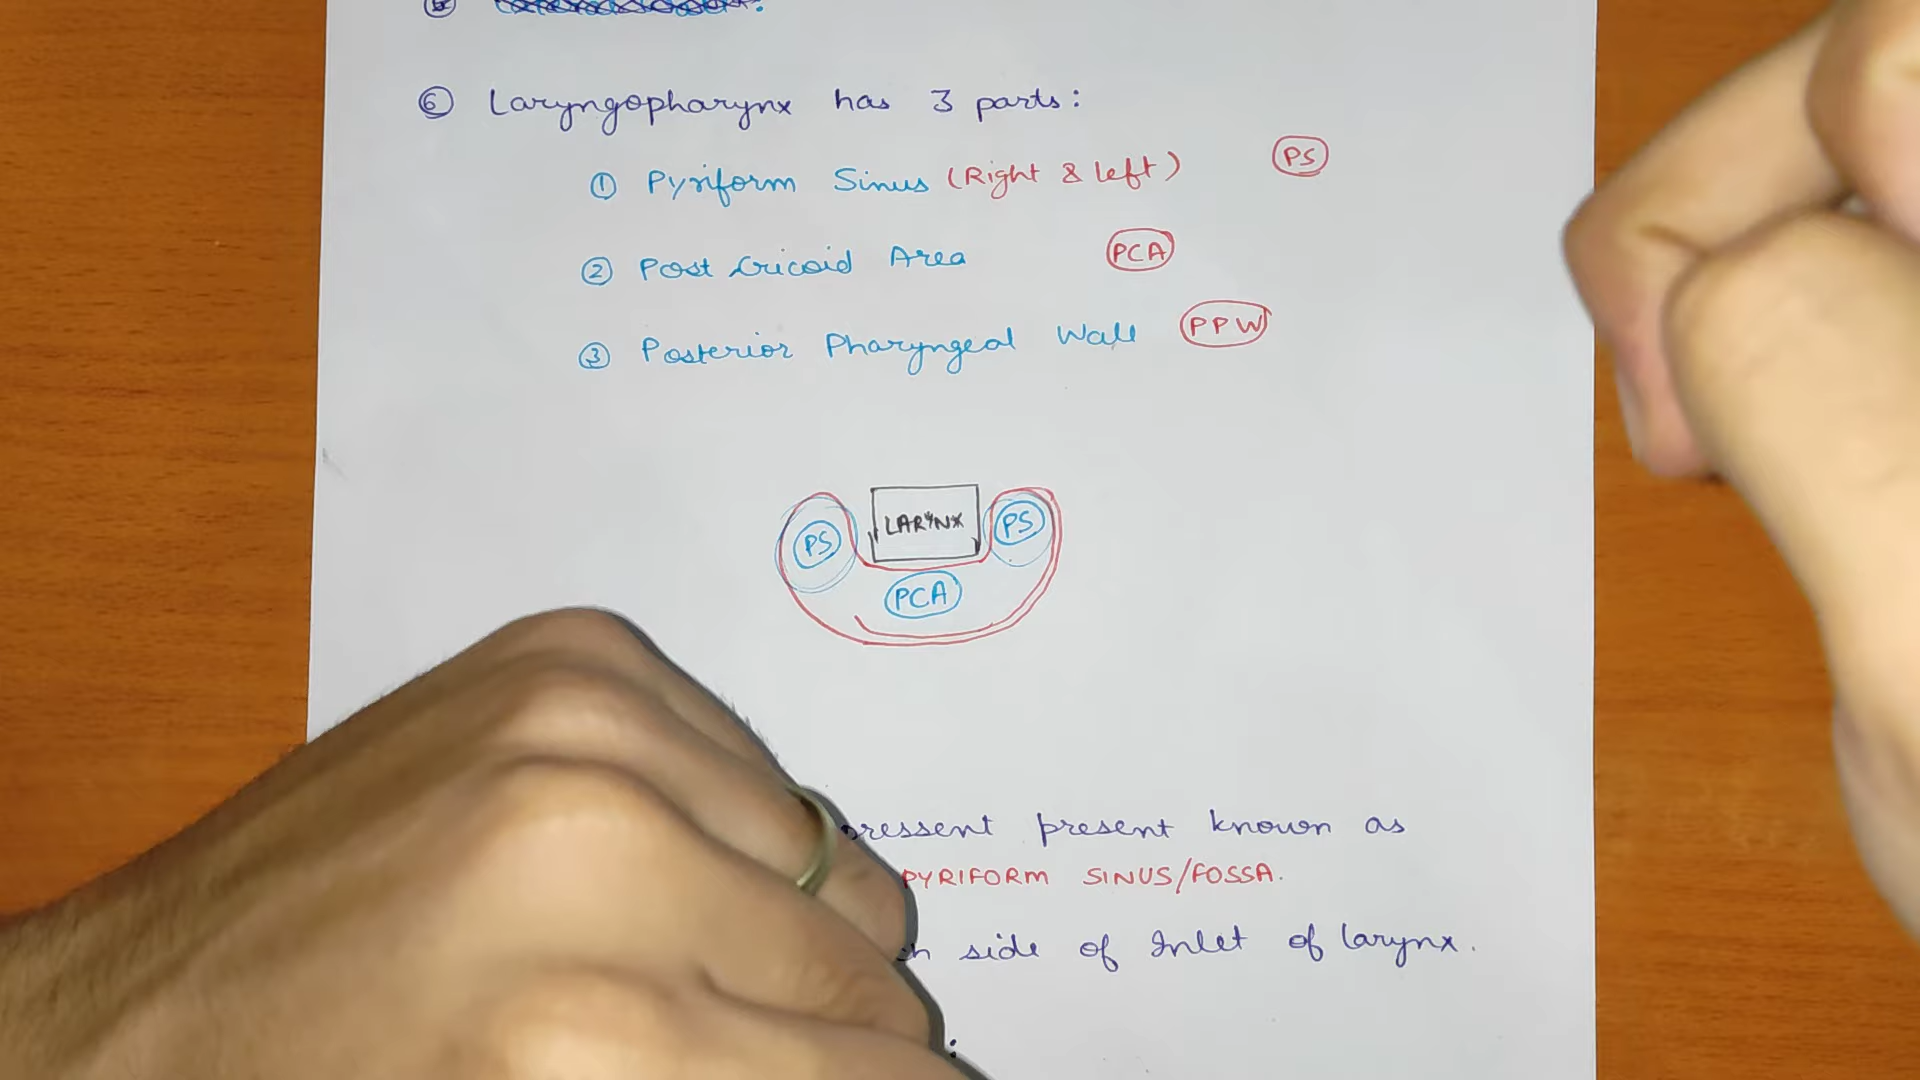 ⑥ Laryngopharynx has 3 parts:
① Pyriform Sinus (Right & left) PS
② Post Cricoid Area PCA
③ Posterior Pharyngeal Wall PPW
LARYNX
PS
PS
PCA
present known as
PYRIFORM SINUS/FOSSA.
side of Inlet of larynx.